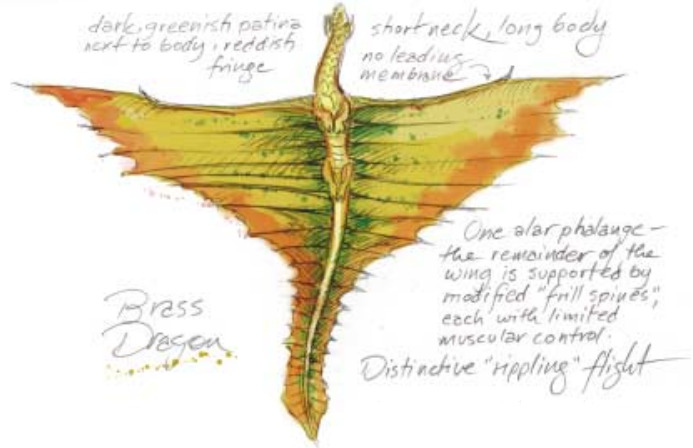 dark, greenish patina
next to body, reddish
fringe
short neck, long body
no leading
membrane
One alar phalange -
the remainder of the
wing is supported by
modified "frill spines",
each with limited
muscular control.
Distinctive "rippling" flight
Brass
Dragon